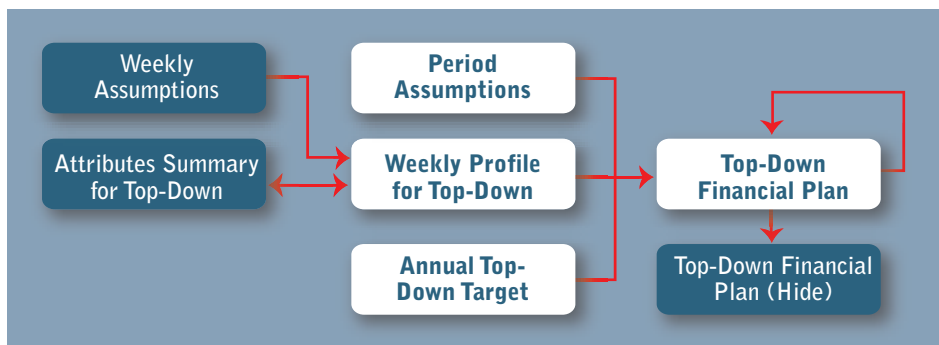 Weekly
Assumptions
Period
Assumptions
Attributes Summary
for Top-Down
Weekly Profile
for Top-Down
Top-Down
Financial Plan
Annual Top-
Down Target
Top-Down Financial
Plan (Hide)